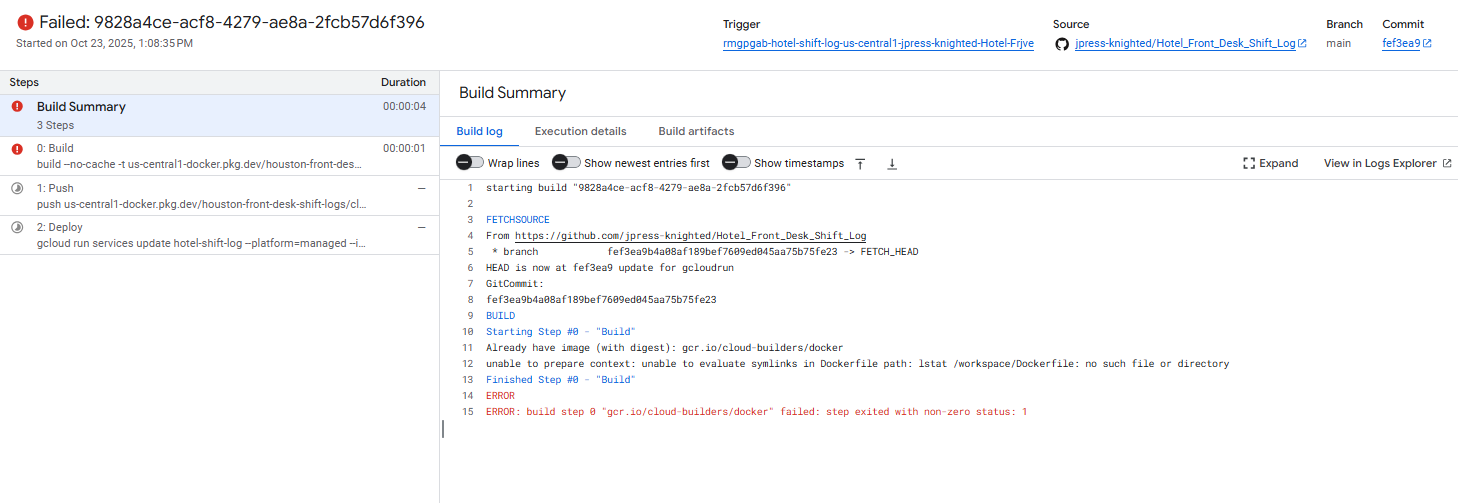 Failed: 9828a4ce-acf8-4279-ae8a-2fcb57d6f396
Started on Oct 23, 2025, 1:08:35 PM
Trigger
rmgpgab-hotel-shift-log-us-central1-jpress-knighted-Hotel-Frjve
Source
jpress-knighted/Hotel_Front_Desk_Shift_Log
Branch
main
Commit
fef3ea9
Steps
Duration
Build Summary
00:00:04
3 Steps
0: Build
00:00:01
build --no-cache -t us-central1-docker.pkg.dev/houston-front-des...
1: Push
—
push us-central1-docker.pkg.dev/houston-front-desk-shift-logs/cl...
2: Deploy
—
gcloud run services update hotel-shift-log --platform=managed --i...
Build Summary
Build log
Execution details
Build artifacts
Wrap lines
Show newest entries first
Show timestamps
Expand
View in Logs Explorer
1 starting build "9828a4ce-acf8-4279-ae8a-2fcb57d6f396"
2
3 FETCHSOURCE
4 From https://github.com/jpress-knighted/Hotel_Front_Desk_Shift_Log
5 * branch fef3ea9b4a08af189bef7609ed045aa75b75fe23 -> FETCH_HEAD
6 HEAD is now at fef3ea9 update for gcloudrun
7 GitCommit:
8 fef3ea9b4a08af189bef7609ed045aa75b75fe23
9 BUILD
10 Starting Step #0 - "Build"
11 Already have image (with digest): gcr.io/cloud-builders/docker
12 unable to prepare context: unable to evaluate symlinks in Dockerfile path: lstat /workspace/Dockerfile: no such file or directory
13 Finished Step #0 - "Build"
14 ERROR
15 ERROR: build step 0 "gcr.io/cloud-builders/docker" failed: step exited with non-zero status: 1